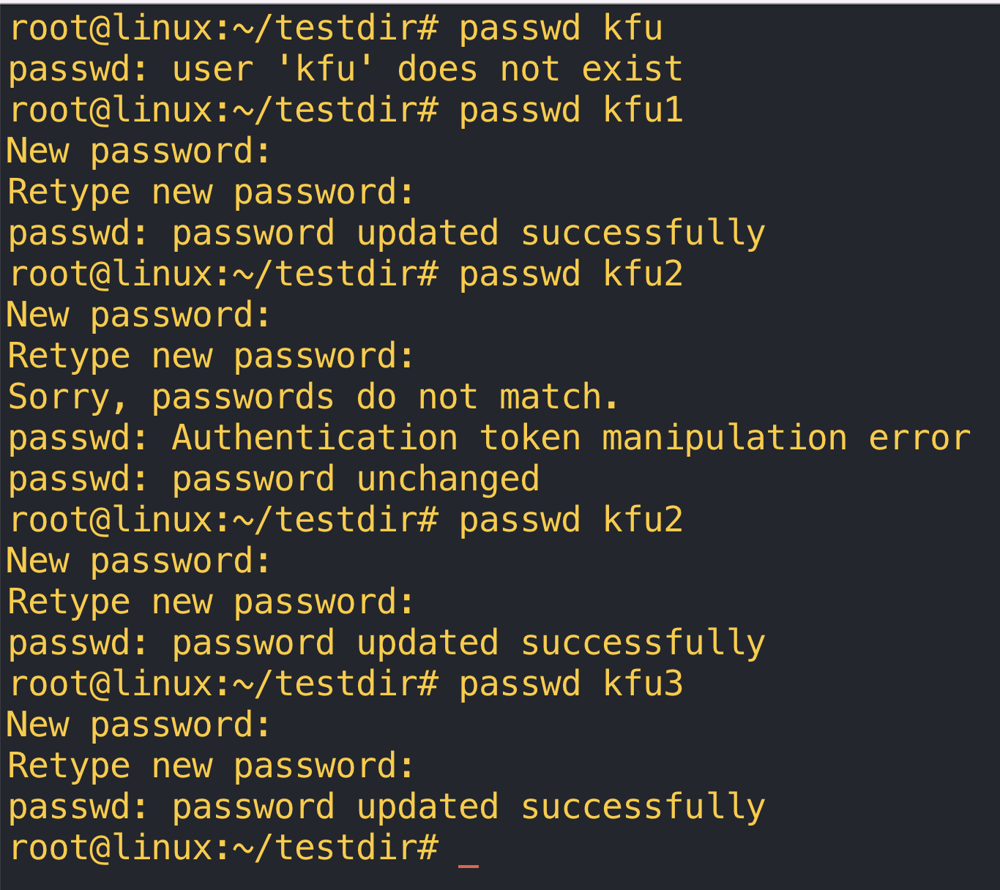 root@linux:~/testdir# passwd kfu
passwd: user 'kfu' does not exist
root@linux:~/testdir# passwd kfu1
New password:
Retype new password:
passwd: password updated successfully
root@linux:~/testdir# passwd kfu2
New password:
Retype new password:
Sorry, passwords do not match.
passwd: Authentication token manipulation error
passwd: password unchanged
root@linux:~/testdir# passwd kfu2
New password:
Retype new password:
passwd: password updated successfully
root@linux:~/testdir# passwd kfu3
New password:
Retype new password:
passwd: password updated successfully
root@linux:~/testdir# _